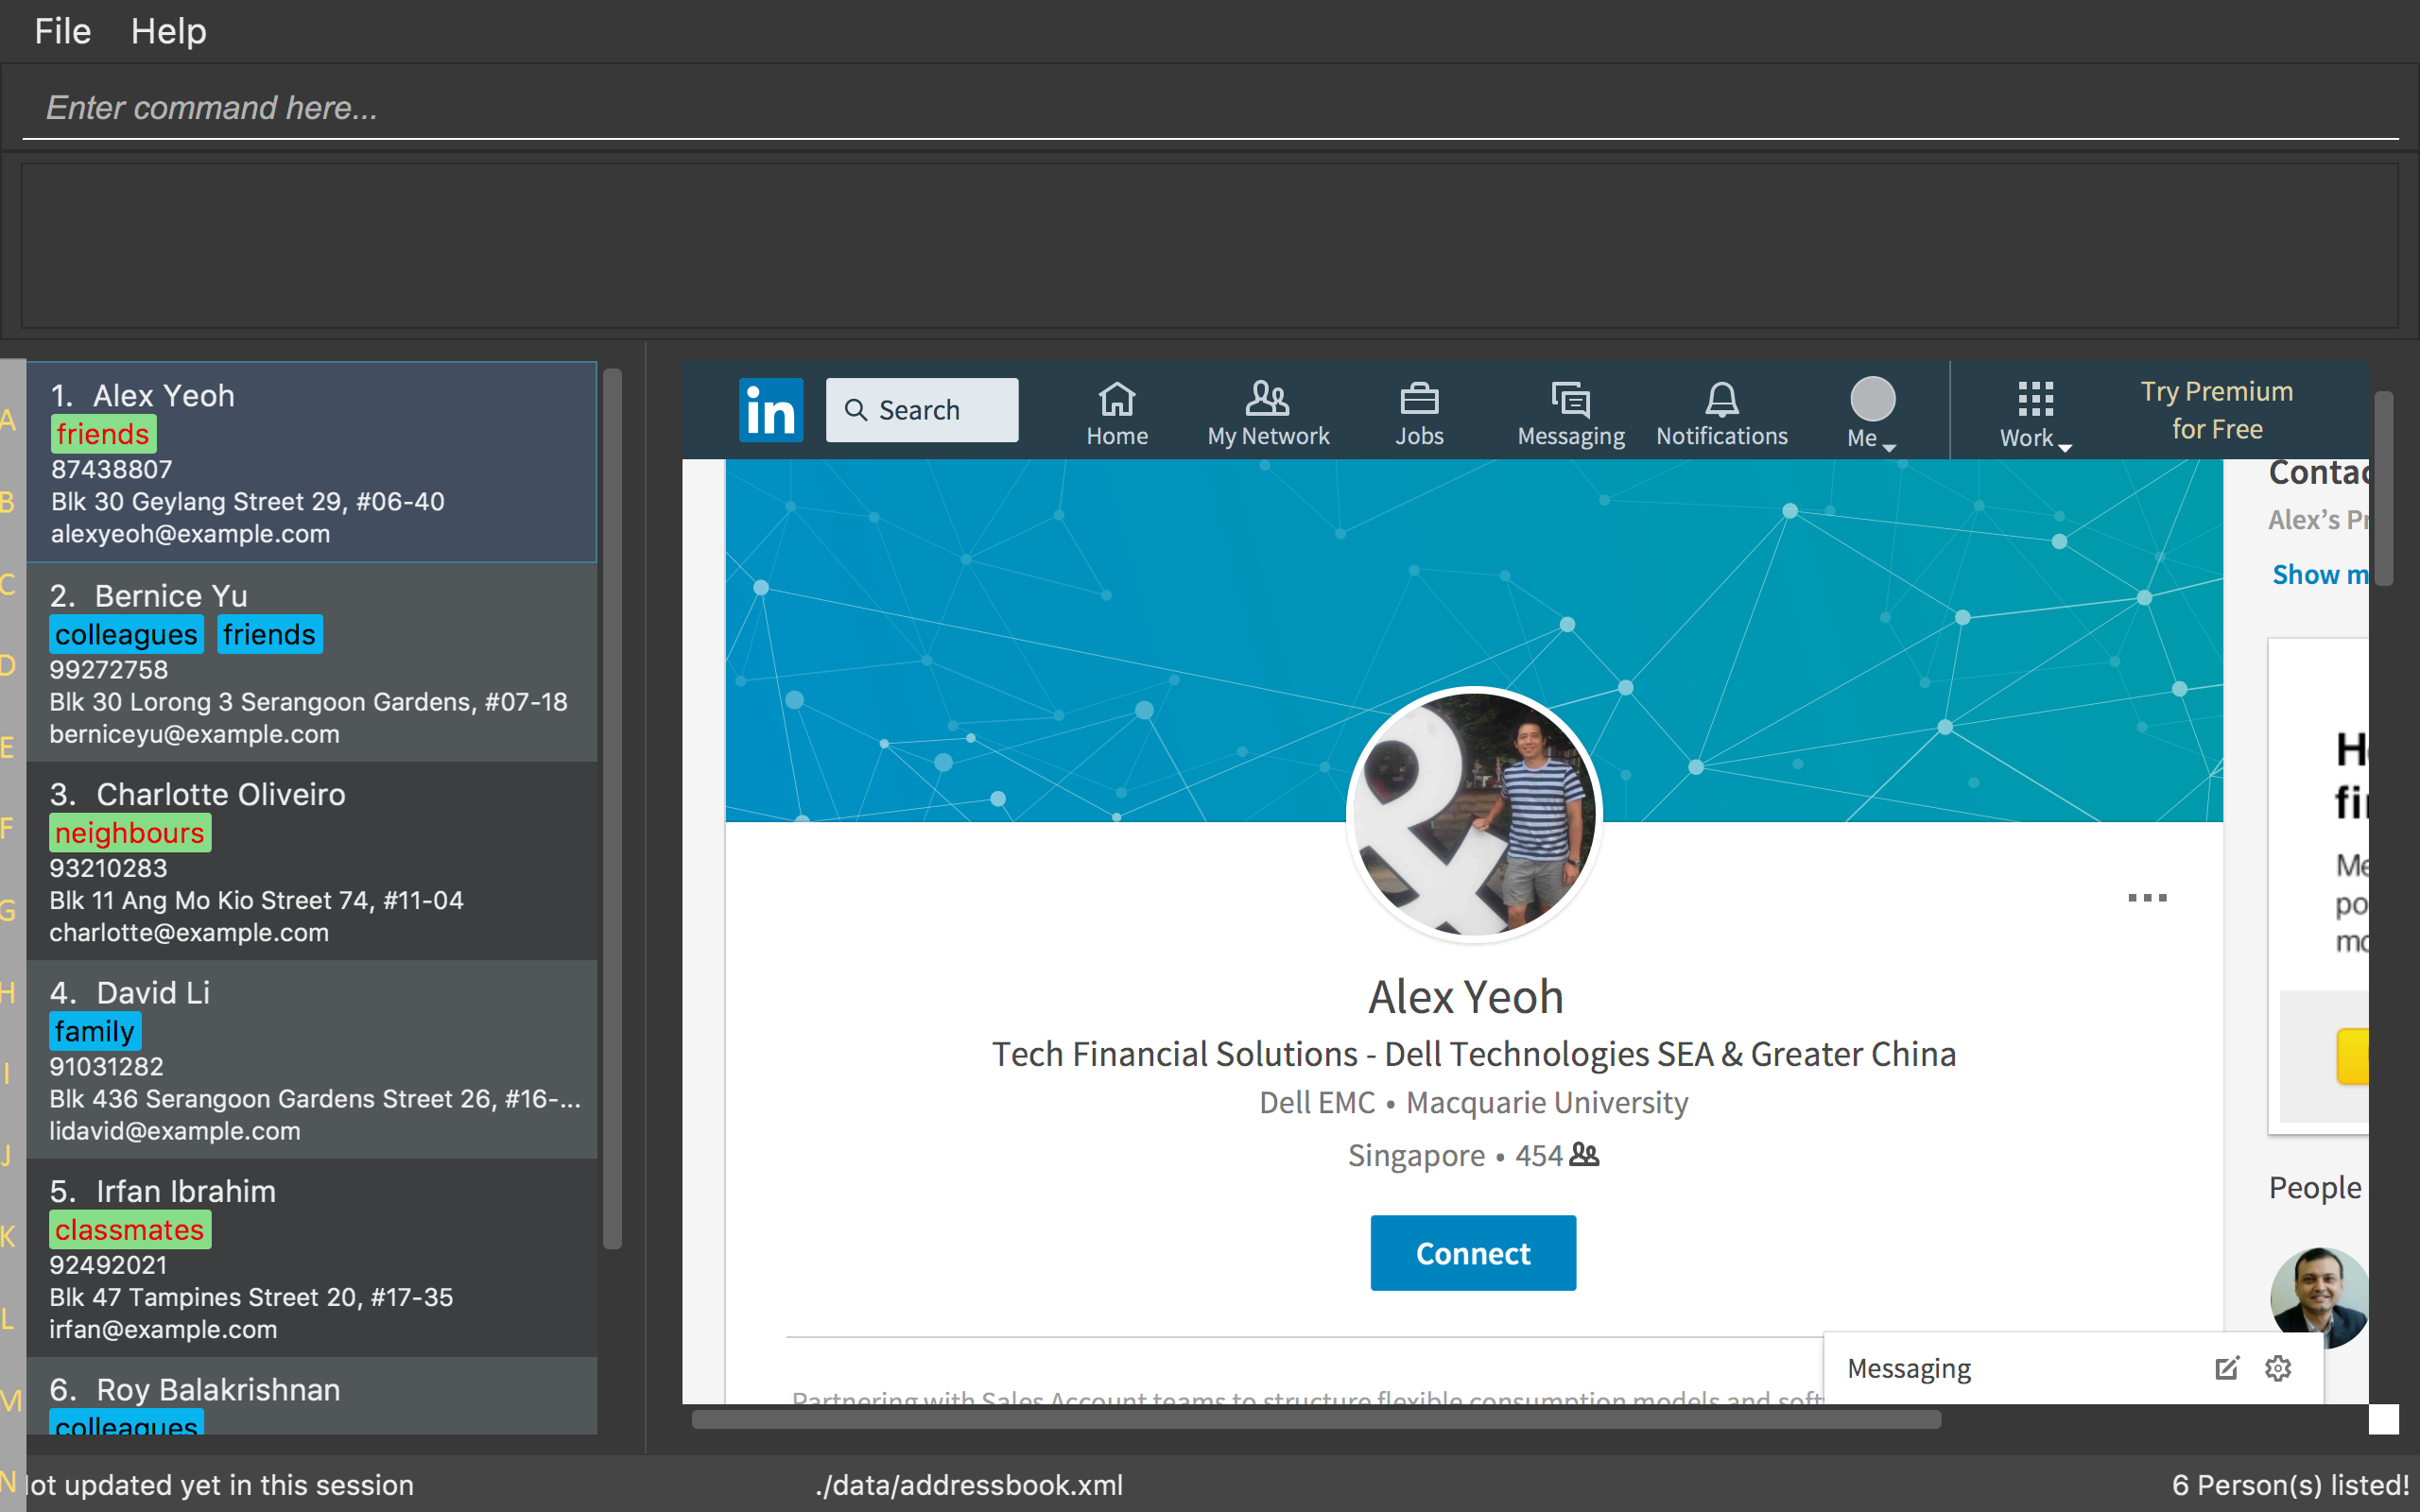 File Help
Enter command here...
A
B
C
D
E
F
G
H
I
J
K
L
M
N
1. Alex Yeoh
friends
87438807
Blk 30 Geylang Street 29, #06-40
alexyeoh@example.com
2. Bernice Yu
colleagues friends
99272758
Blk 30 Lorong 3 Serangoon Gardens, #07-18
berniceyu@example.com
3. Charlotte Oliveiro
neighbours
93210283
Blk 11 Ang Mo Kio Street 74, #11-04
charlotte@example.com
4. David Li
family
91031282
Blk 436 Serangoon Gardens Street 26, #16-...
lidavid@example.com
5. Irfan Ibrahim
classmates
92492021
Blk 47 Tampines Street 20, #17-35
irfan@example.com
6. Roy Balakrishnan
colleagues
in
Search
Home
My Network
Jobs
Messaging
Notifications
Me
Work
Try Premium
for Free
Contac
Alex’s Pr
Show m
Alex Yeoh
Tech Financial Solutions - Dell Technologies SEA & Greater China
Dell EMC • Macquarie University
Singapore • 454
Connect
Partnering with Sales Account teams to structure flexible consumption models and soft
fi
Me
po
mo
People
Messaging
ot updated yet in this session
./data/addressbook.xml
6 Person(s) listed!